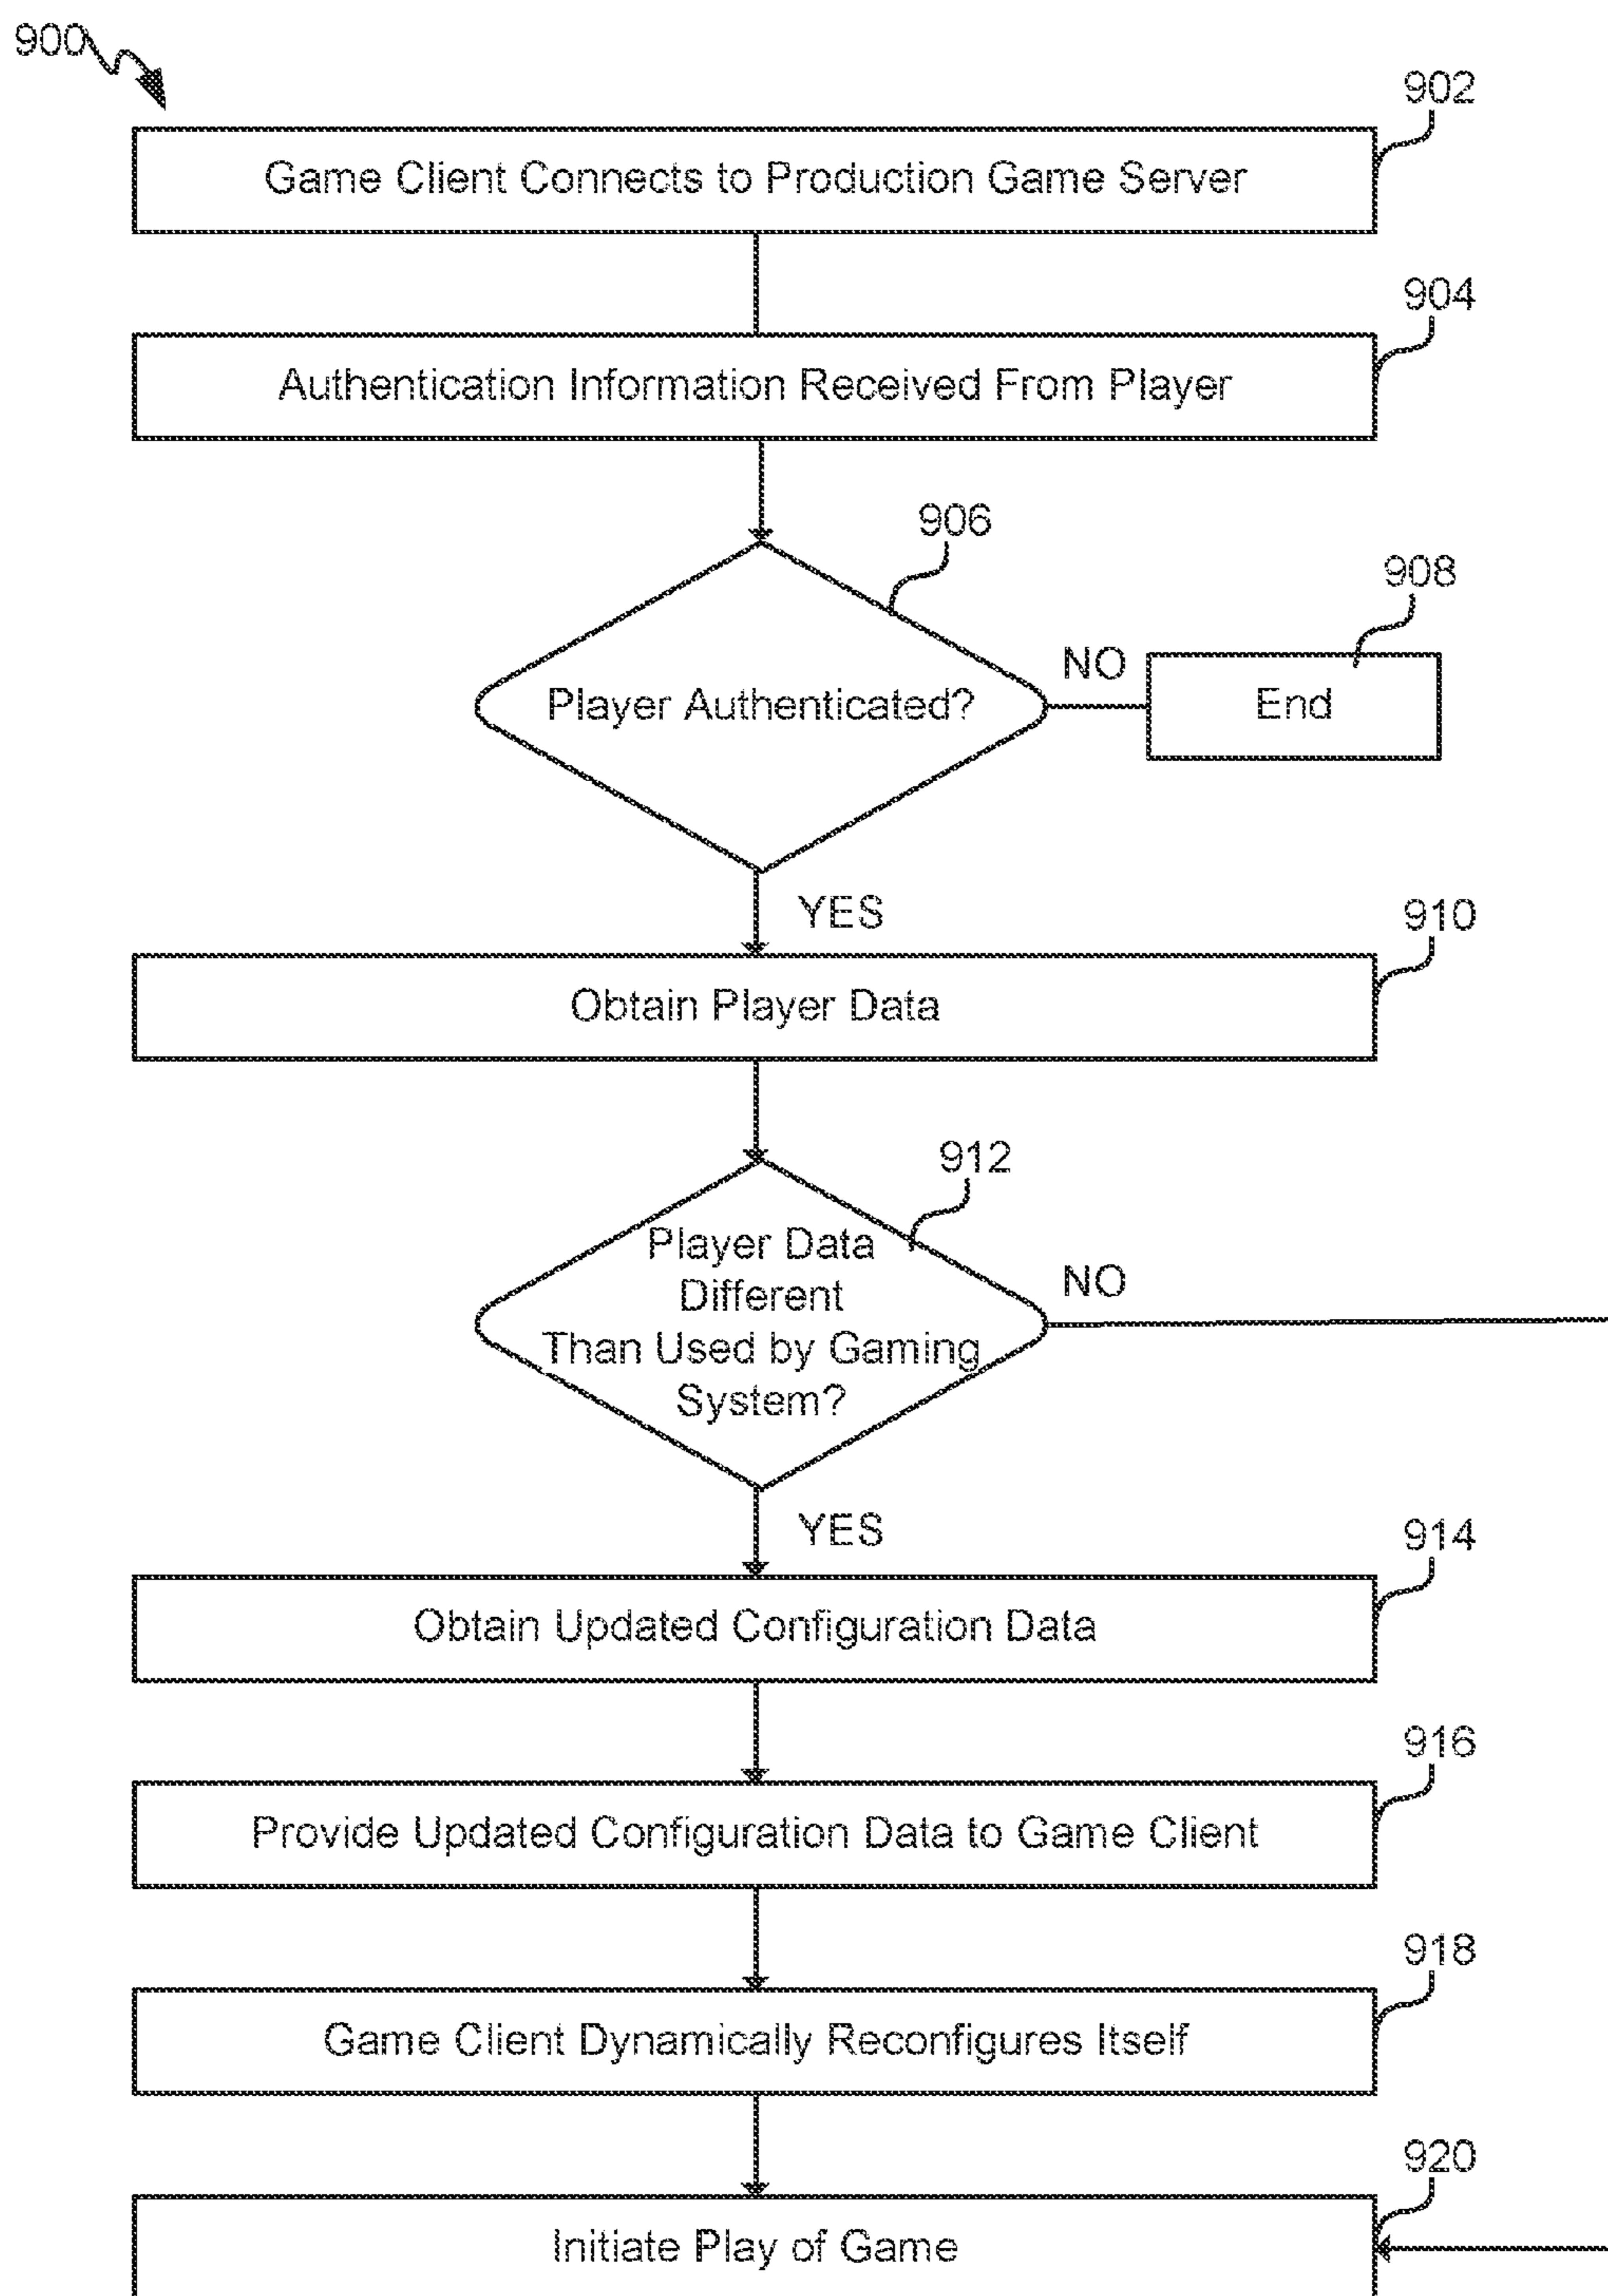 900
902
Game Client Connects to Production Game Server
904
Authentication Information Received From Player
906
908
NO
Player Authenticated?
End
YES
910
Obtain Player Data
912
Player Data
NO
Different
Than Used by Gaming
System?
YES
914
Obtain Updated Configuration Data
916
Provide Updated Configuration Data to Game Client
918
Game Client Dynamically Reconfigures Itself
920
Initiate Play of Game